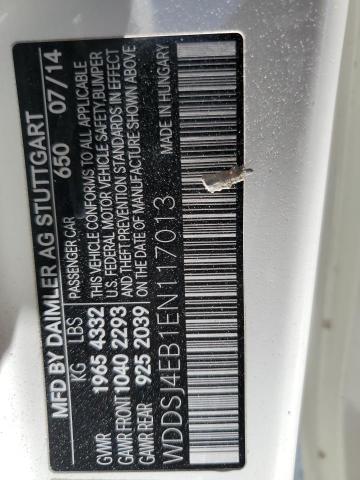 MFD BY DAIMLER AG STUTTGART
PASSENGER CAR 650 07/14
KG LBS THIS VEHICLE CONFORMS TO ALL APPLICABLE
GVWR 1965 4332 U.S. FEDERAL MOTOR VEHICLE SAFETY,BUMPER
GAWR FRONT 1040 2293 AND THEFT PREVENTION STANDARDS IN EFFECT
GAWR REAR 925 2039 ON THE DATE OF MANUFACTURE SHOWN ABOVE
MADE IN HUNGARY
WDDSJ4EB1EN117013